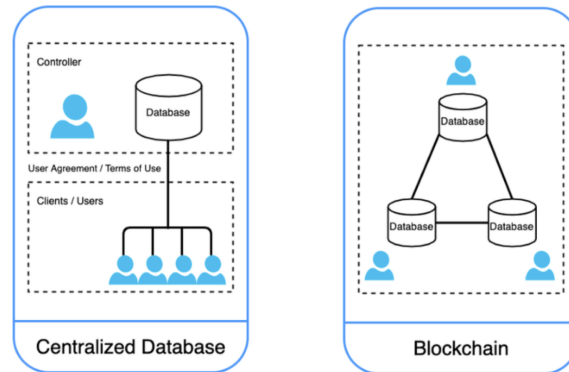 Controller
Database
User Agreement / Terms of Use
Clients / Users
Centralized Database
Database
Database
Database
Blockchain